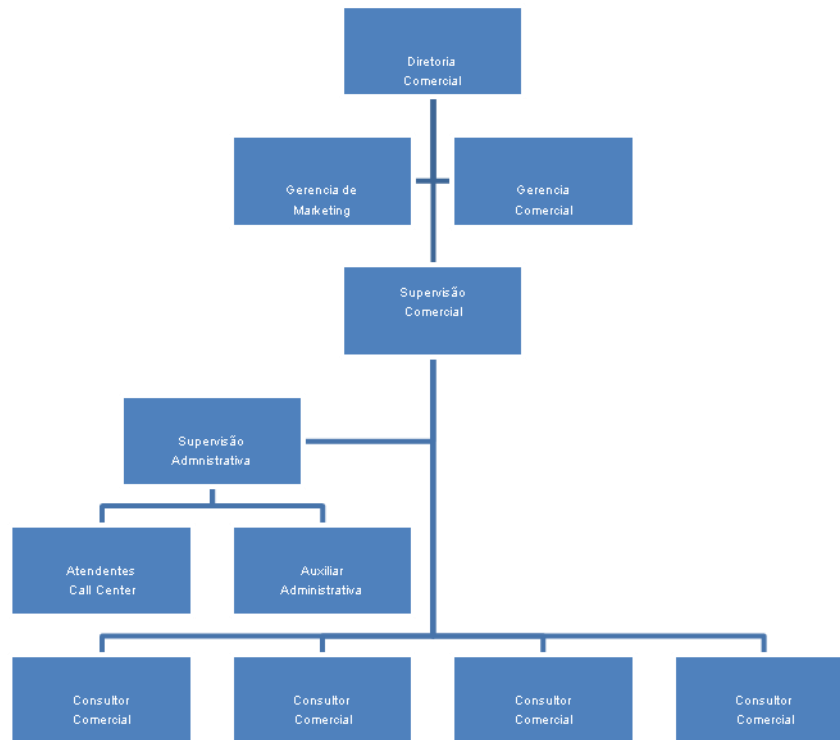 Diretoria
Comercial
Gerencia de
Marketing
Gerencia
Comercial
Supervisão
Comercial
Supervisão
Admnistrativa
Atendentes
Call Center
Auxiliar
Administrativa
Consultor
Comercial
Consultor
Comercial
Consultor
Comercial
Consultor
Comercial